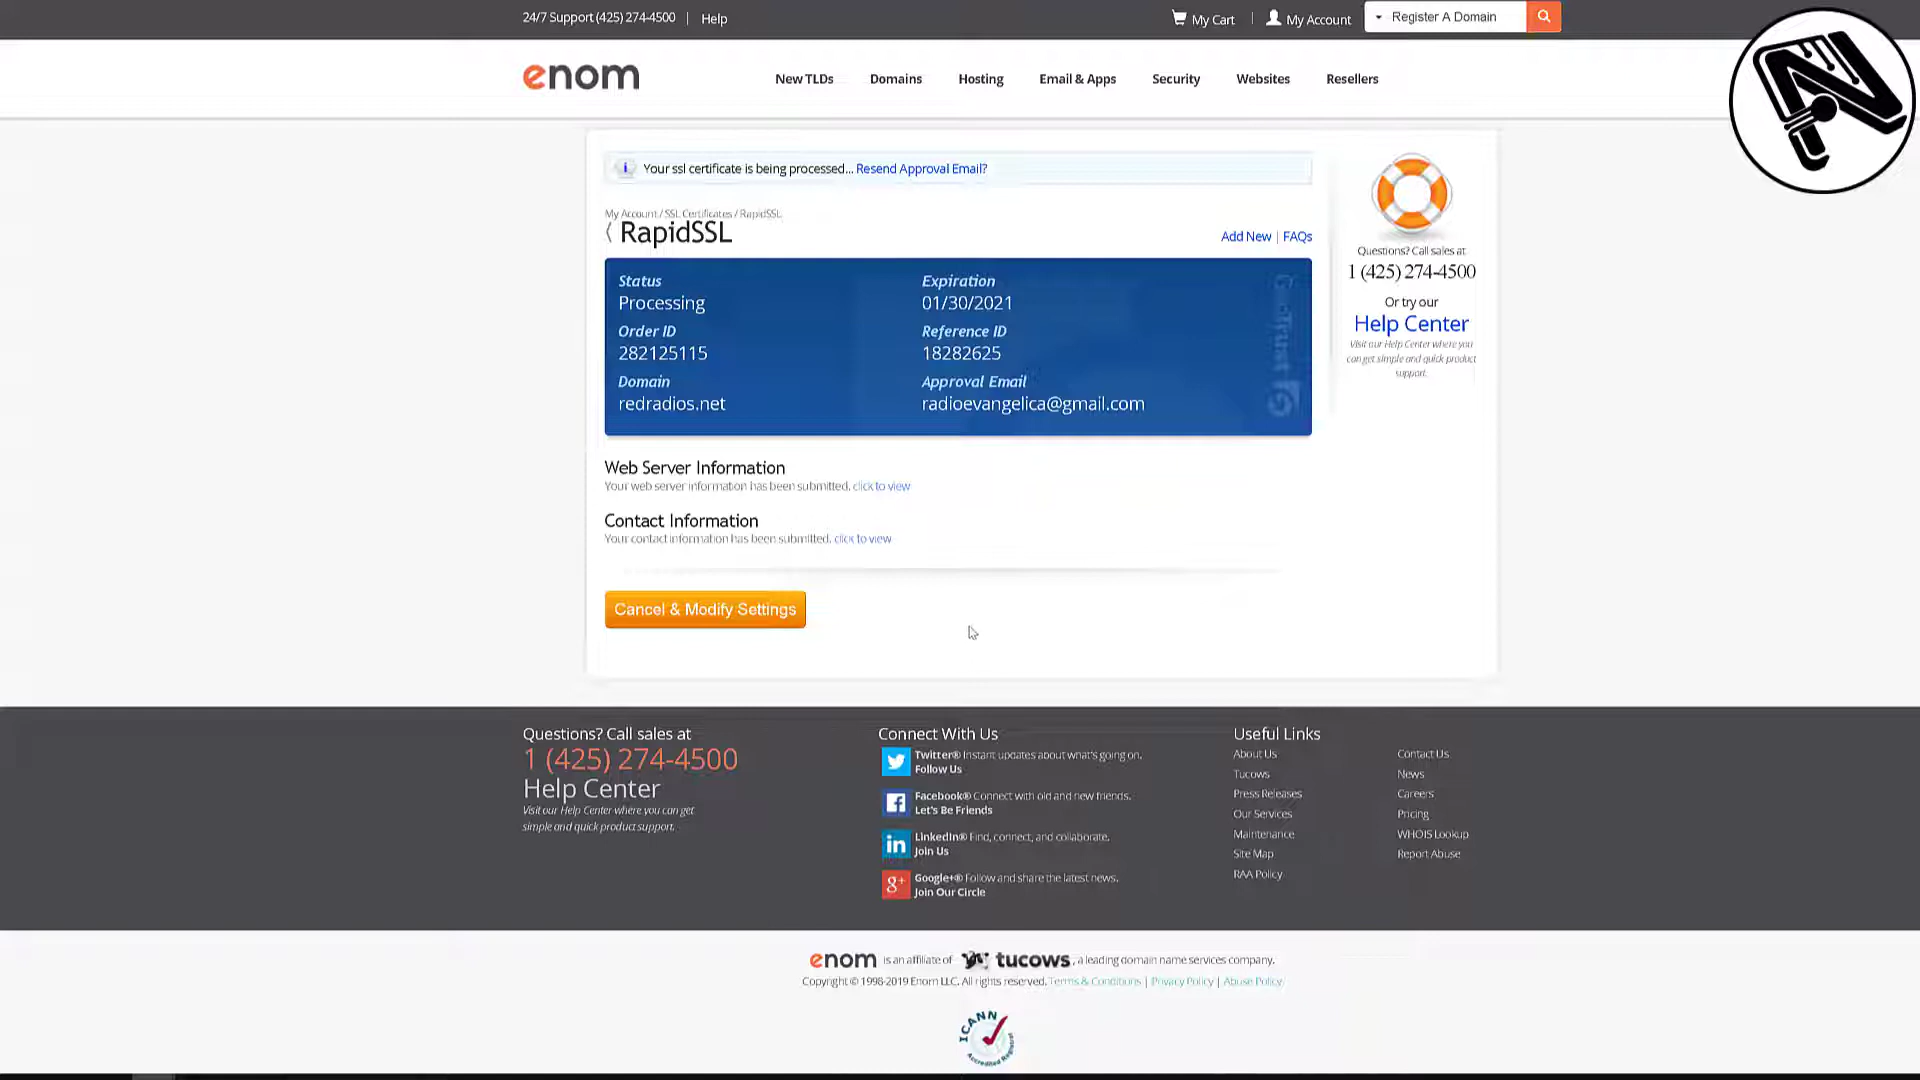 24/7 Support (425) 274-4500 | Help
My Cart | My Account
Register A Domain
enom
New TLDs Domains Hosting Email & Apps Security Websites Resellers
Your ssl certificate is being processed... Resend Approval Email?
My Account / SSL Certificates / RapidSSL
RapidSSL
Add New | FAQs
Status
Processing
Expiration
01/30/2021
Order ID
282125115
Reference ID
18282625
Domain
redradios.net
Approval Email
radioevangelica@gmail.com
GeoTrust
Questions? Call sales at
1 (425) 274-4500
Or try our
Help Center
Visit our Help Center where you
can get simple and quick product
support.
Web Server Information
Your web server information has been submitted. click to view
Contact Information
Your contact information has been submitted. click to view
Cancel & Modify Settings
Questions? Call sales at
1 (425) 274-4500
Help Center
Visit our Help Center where you can get
simple and quick product support.
Connect With Us
Twitter® Instant updates about what's going on.
Follow Us
Facebook® Connect with old and new friends.
Let's Be Friends
LinkedIn® Find, connect, and collaborate.
Join Us
Google+® Follow and share the latest news.
Join Our Circle
Useful Links
About Us
Tucows
Press Releases
Our Services
Maintenance
Site Map
RAA Policy
Contact Us
News
Careers
Pricing
WHOIS Lookup
Report Abuse
enom is an affiliate of tucows, a leading domain name services company.
Copyright © 1998-2019 Enom LLC. All rights reserved. Terms & Conditions | Privacy Policy | Abuse Policy
ICANN
Accredited Registrar